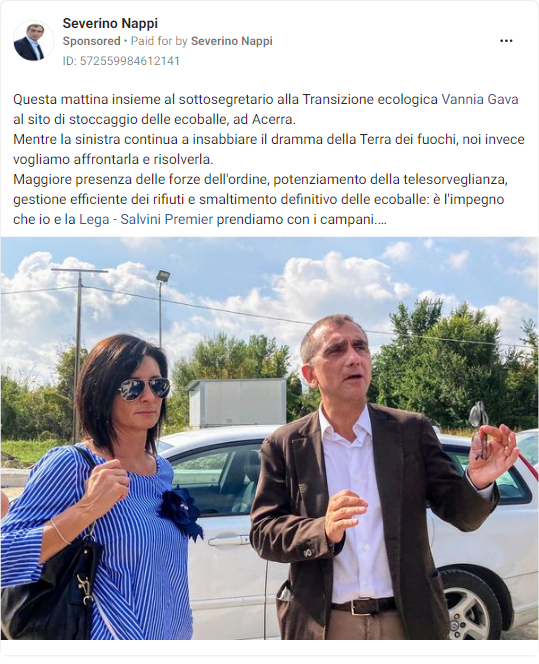 Severino Nappi
Sponsored • Paid for by Severino Nappi
ID: 572559984612141
Questa mattina insieme al sottosegretario alla Transizione ecologica Vannia Gava
al sito di stoccaggio delle ecoballe, ad Acerra.
Mentre la sinistra continua a insabbiare il dramma della Terra dei fuochi, noi invece
vogliamo affrontarla e risolverla.
Maggiore presenza delle forze dell'ordine, potenziamento della telesorveglianza,
gestione efficiente dei rifiuti e smaltimento definitivo delle ecoballe: è l'impegno
che io e la Lega - Salvini Premier prendiamo con i campani....